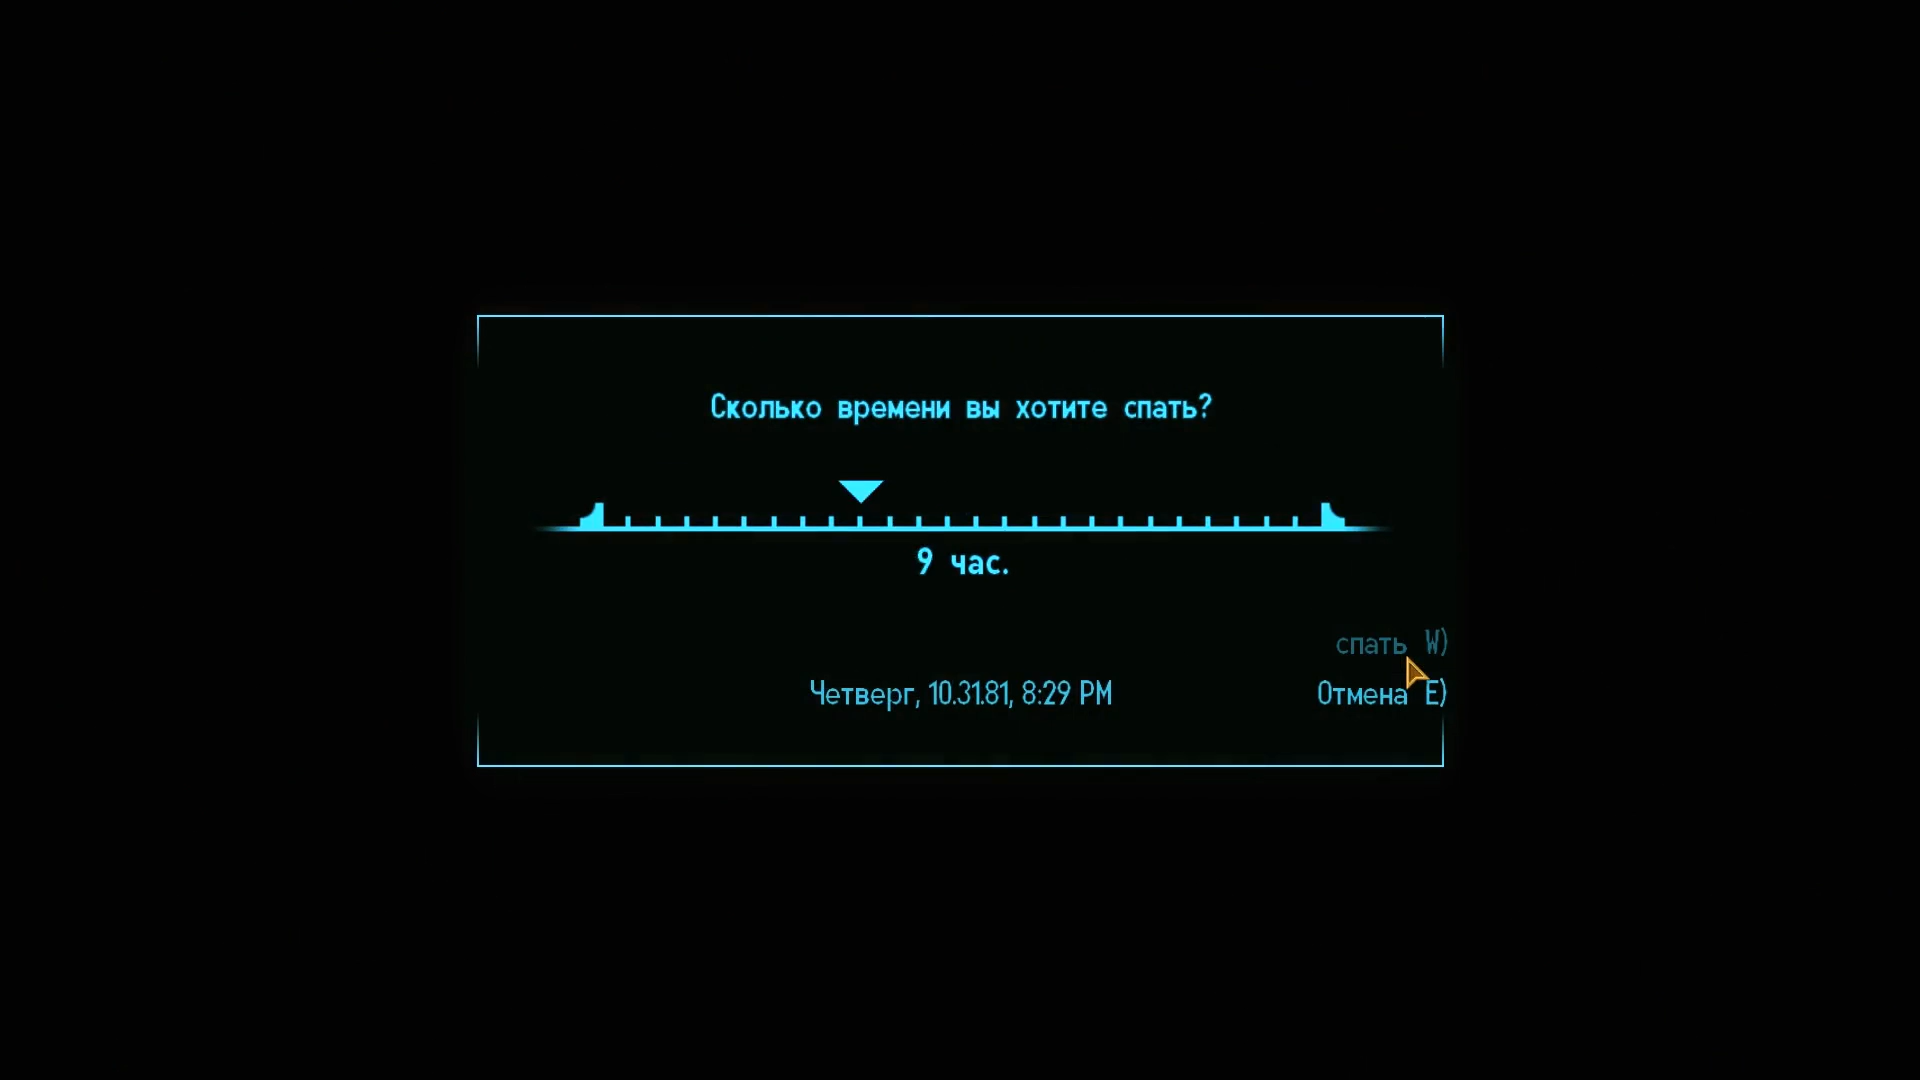 Сколько времени вы хотите спать?
9 час.
спать W)
Четверг, 10.31.81, 8:29 PM
Отмена E)